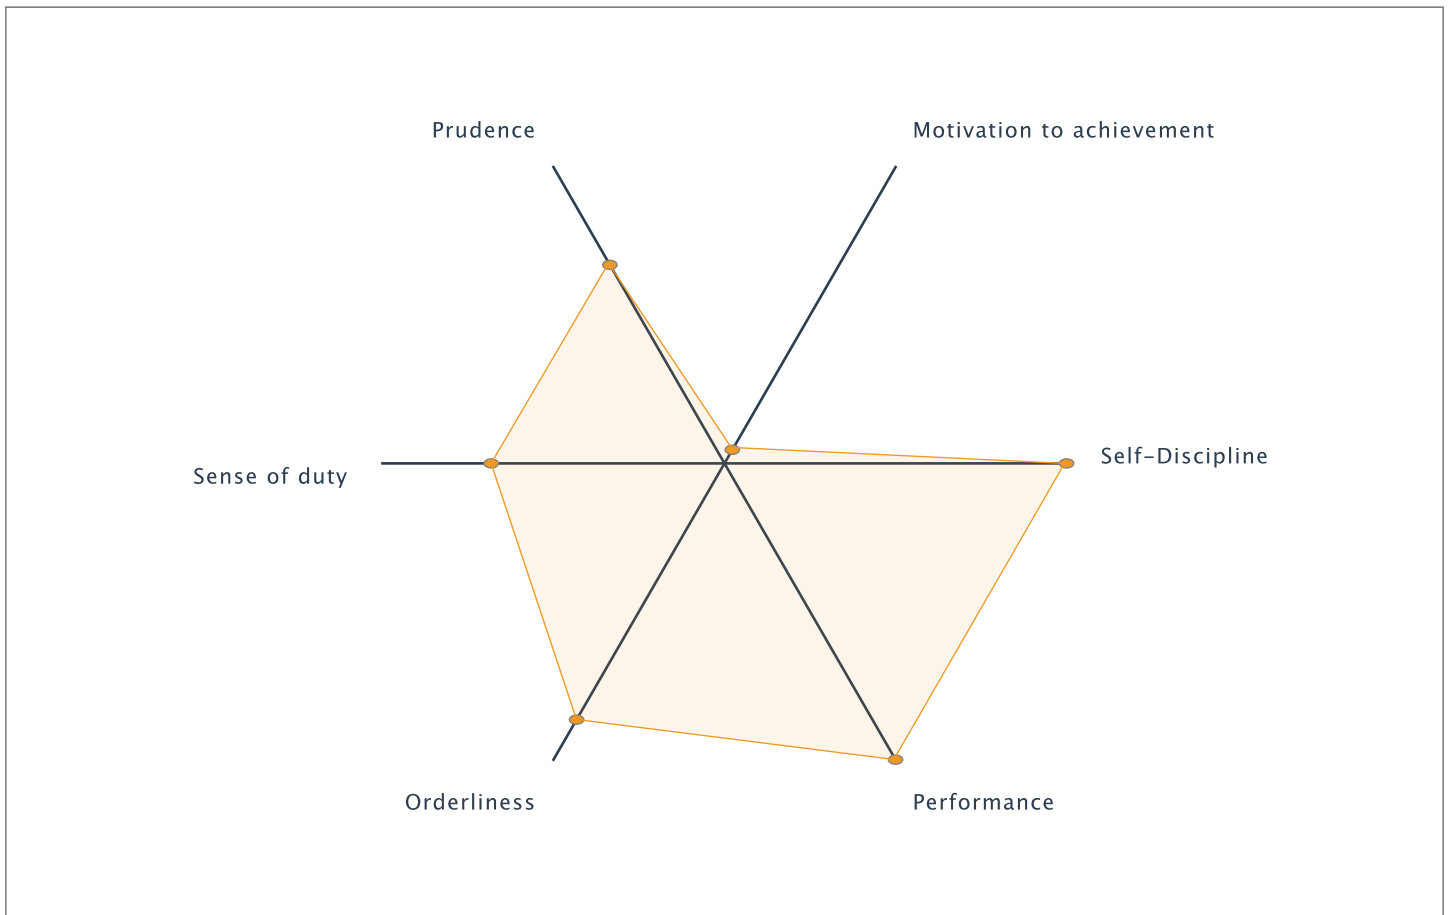 Prudence
Motivation to achievement
Self-Discipline
Sense of duty
Orderliness
Performance